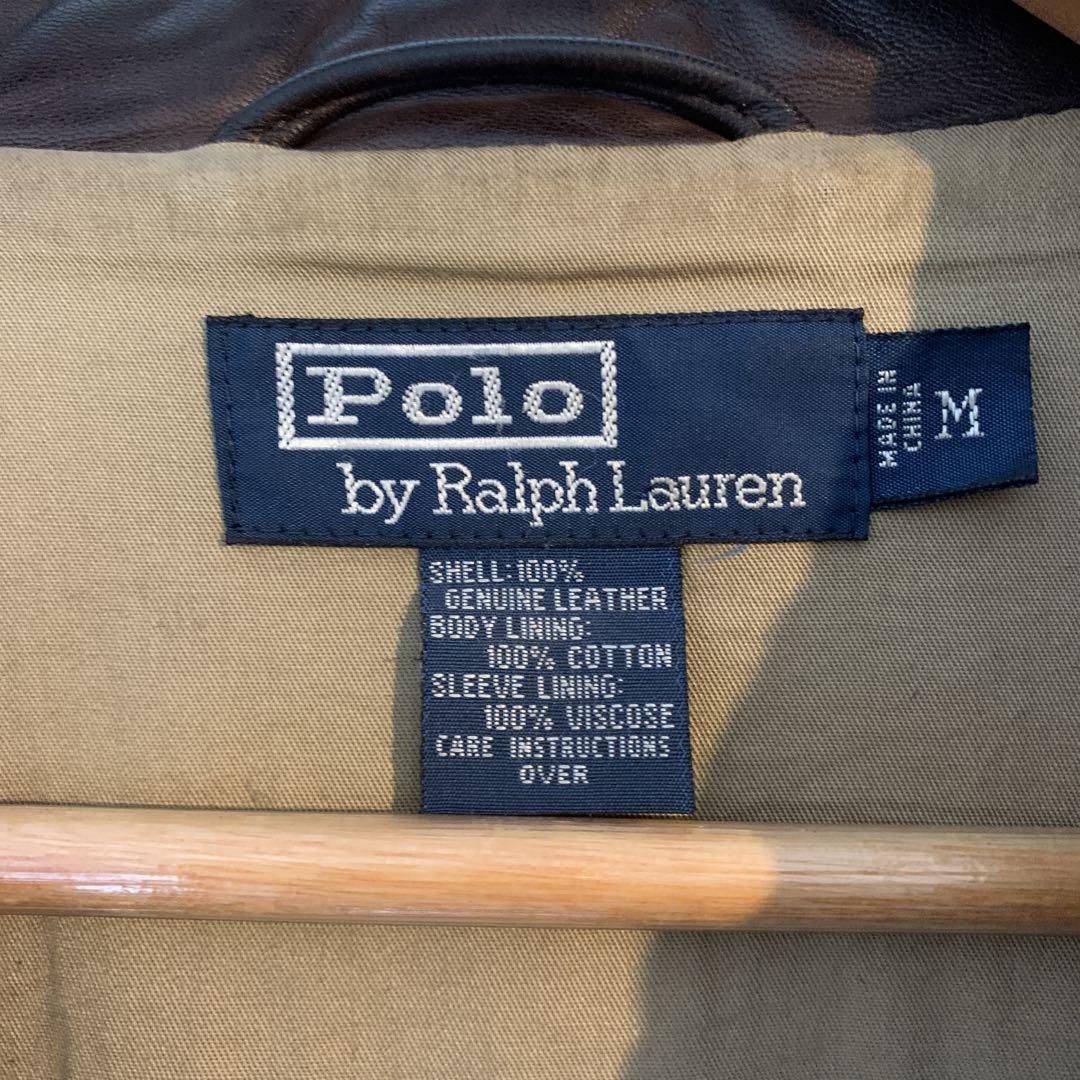 Polo
by Ralph Lauren
MADE IN
CHINA
M
SHELL:100%
GENUINE LEATHER
BODY LINING:
100% COTTON
SLEEVE LINING:
100% VISCOSE
CARE INSTRUCTIONS
OVER